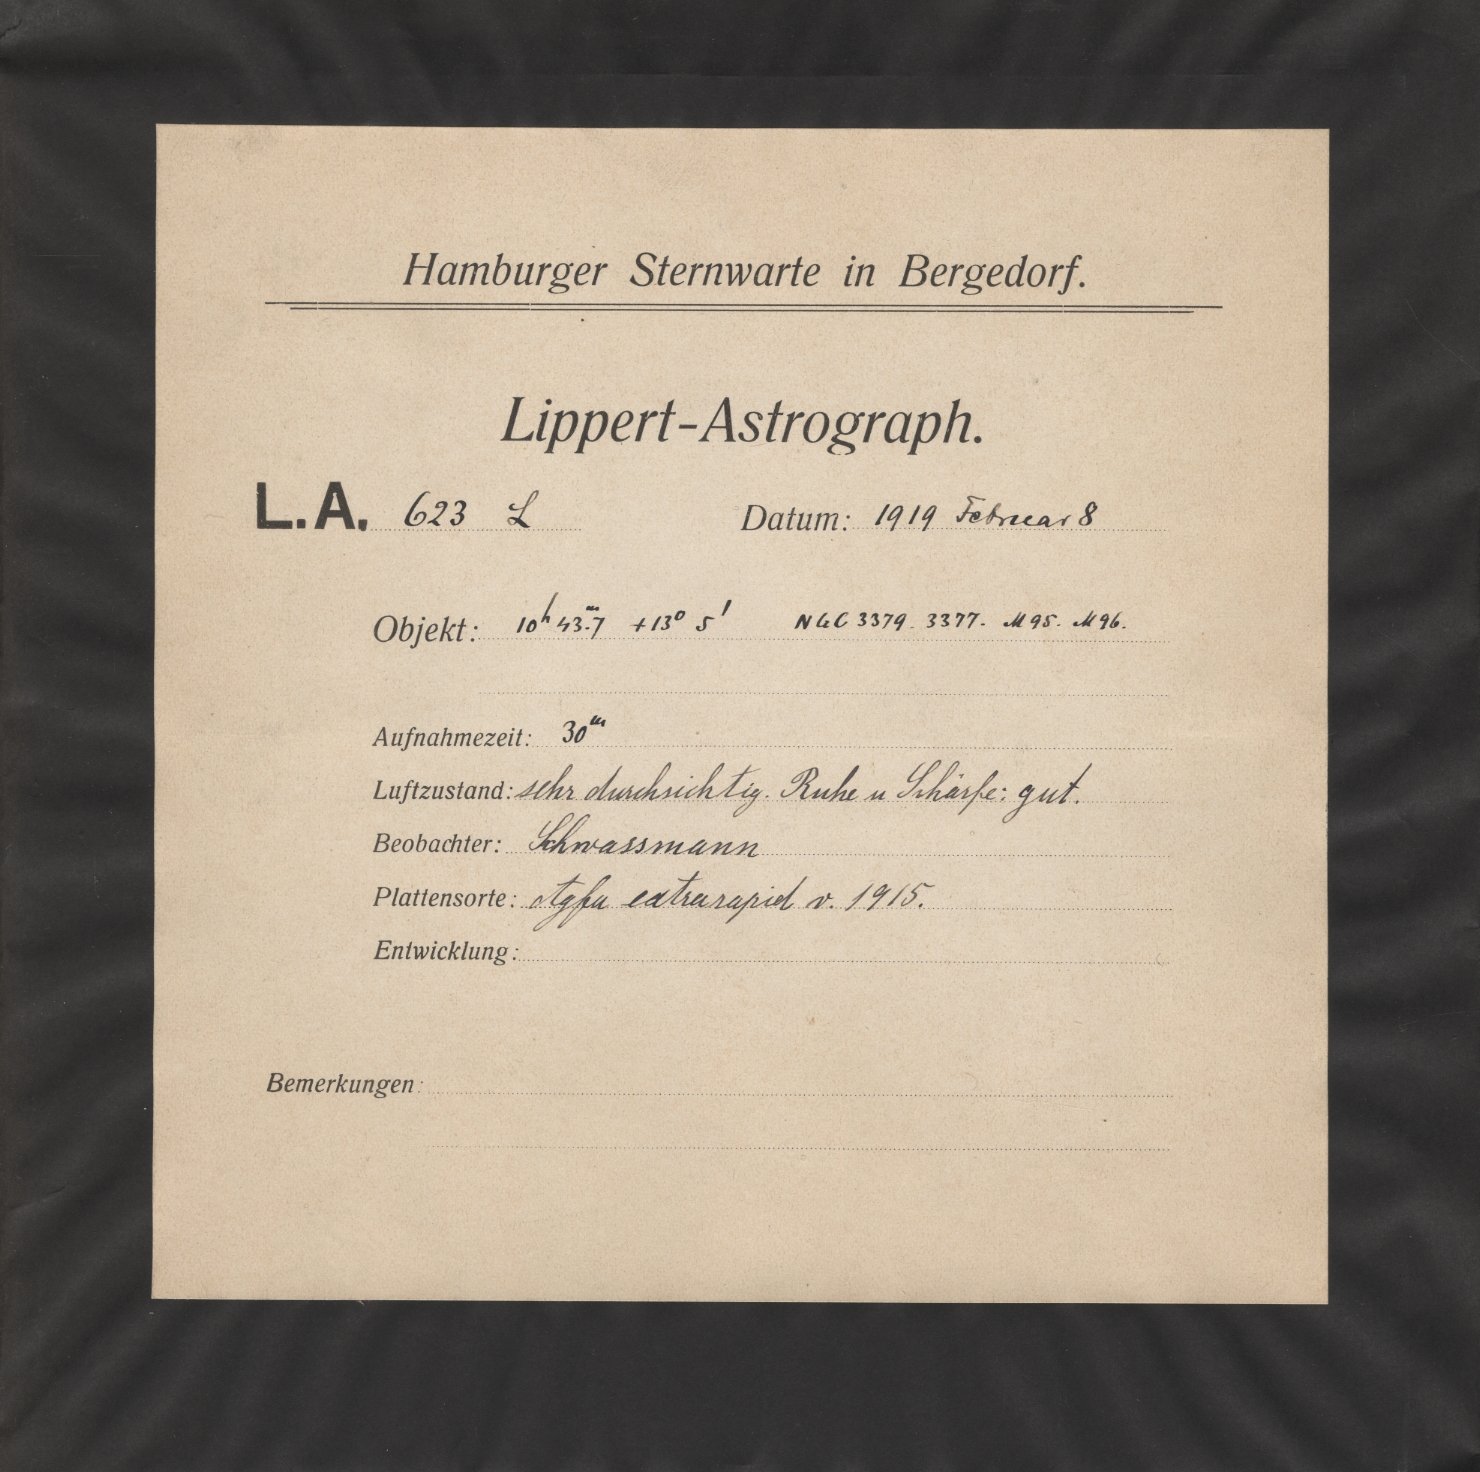 Hamburger Sternwarte in Bergedorf.
Lippert-Astrograph.
L.A. 623 L Datum: 1919 Februar 8
Objekt: 10h 43m.7 +13° 5' NGC 3379. 3377. M95. M96.
Aufnahmezeit: 30m
Luftzustand: sehr durchsichtig. Ruhe u Schärfe: gut.
Beobachter: Schwassmann
Plattensorte: Agfa extrarapid v. 1915.
Entwicklung:
Bemerkungen: